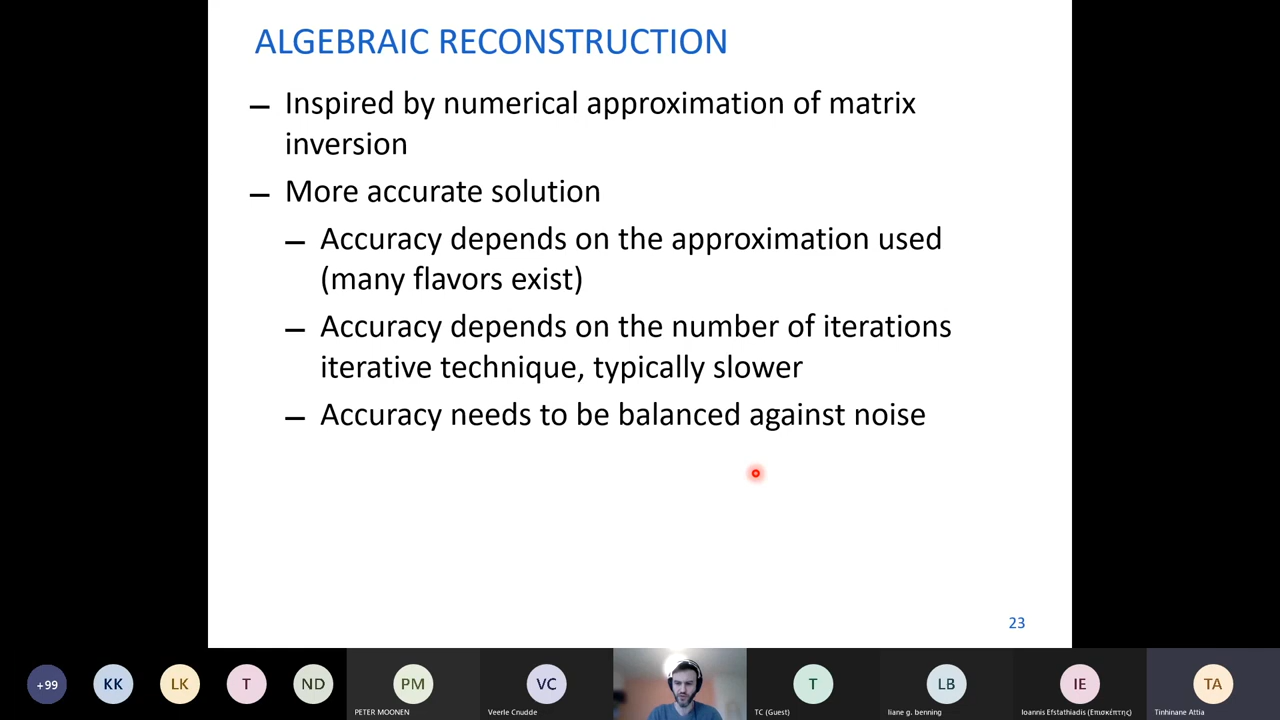 ALGEBRAIC RECONSTRUCTION
– Inspired by numerical approximation of matrix
inversion
– More accurate solution
– Accuracy depends on the approximation used
(many flavors exist)
– Accuracy depends on the number of iterations
iterative technique, typically slower
– Accuracy needs to be balanced against noise
23
+99 KK LK T ND PM VC T LB IE TA
PETER MOONEN Veerle Cnudde TC (Guest) liane g. benning Ioannis Efstathiadis (Επισκέπτης) Tinhinane Attia